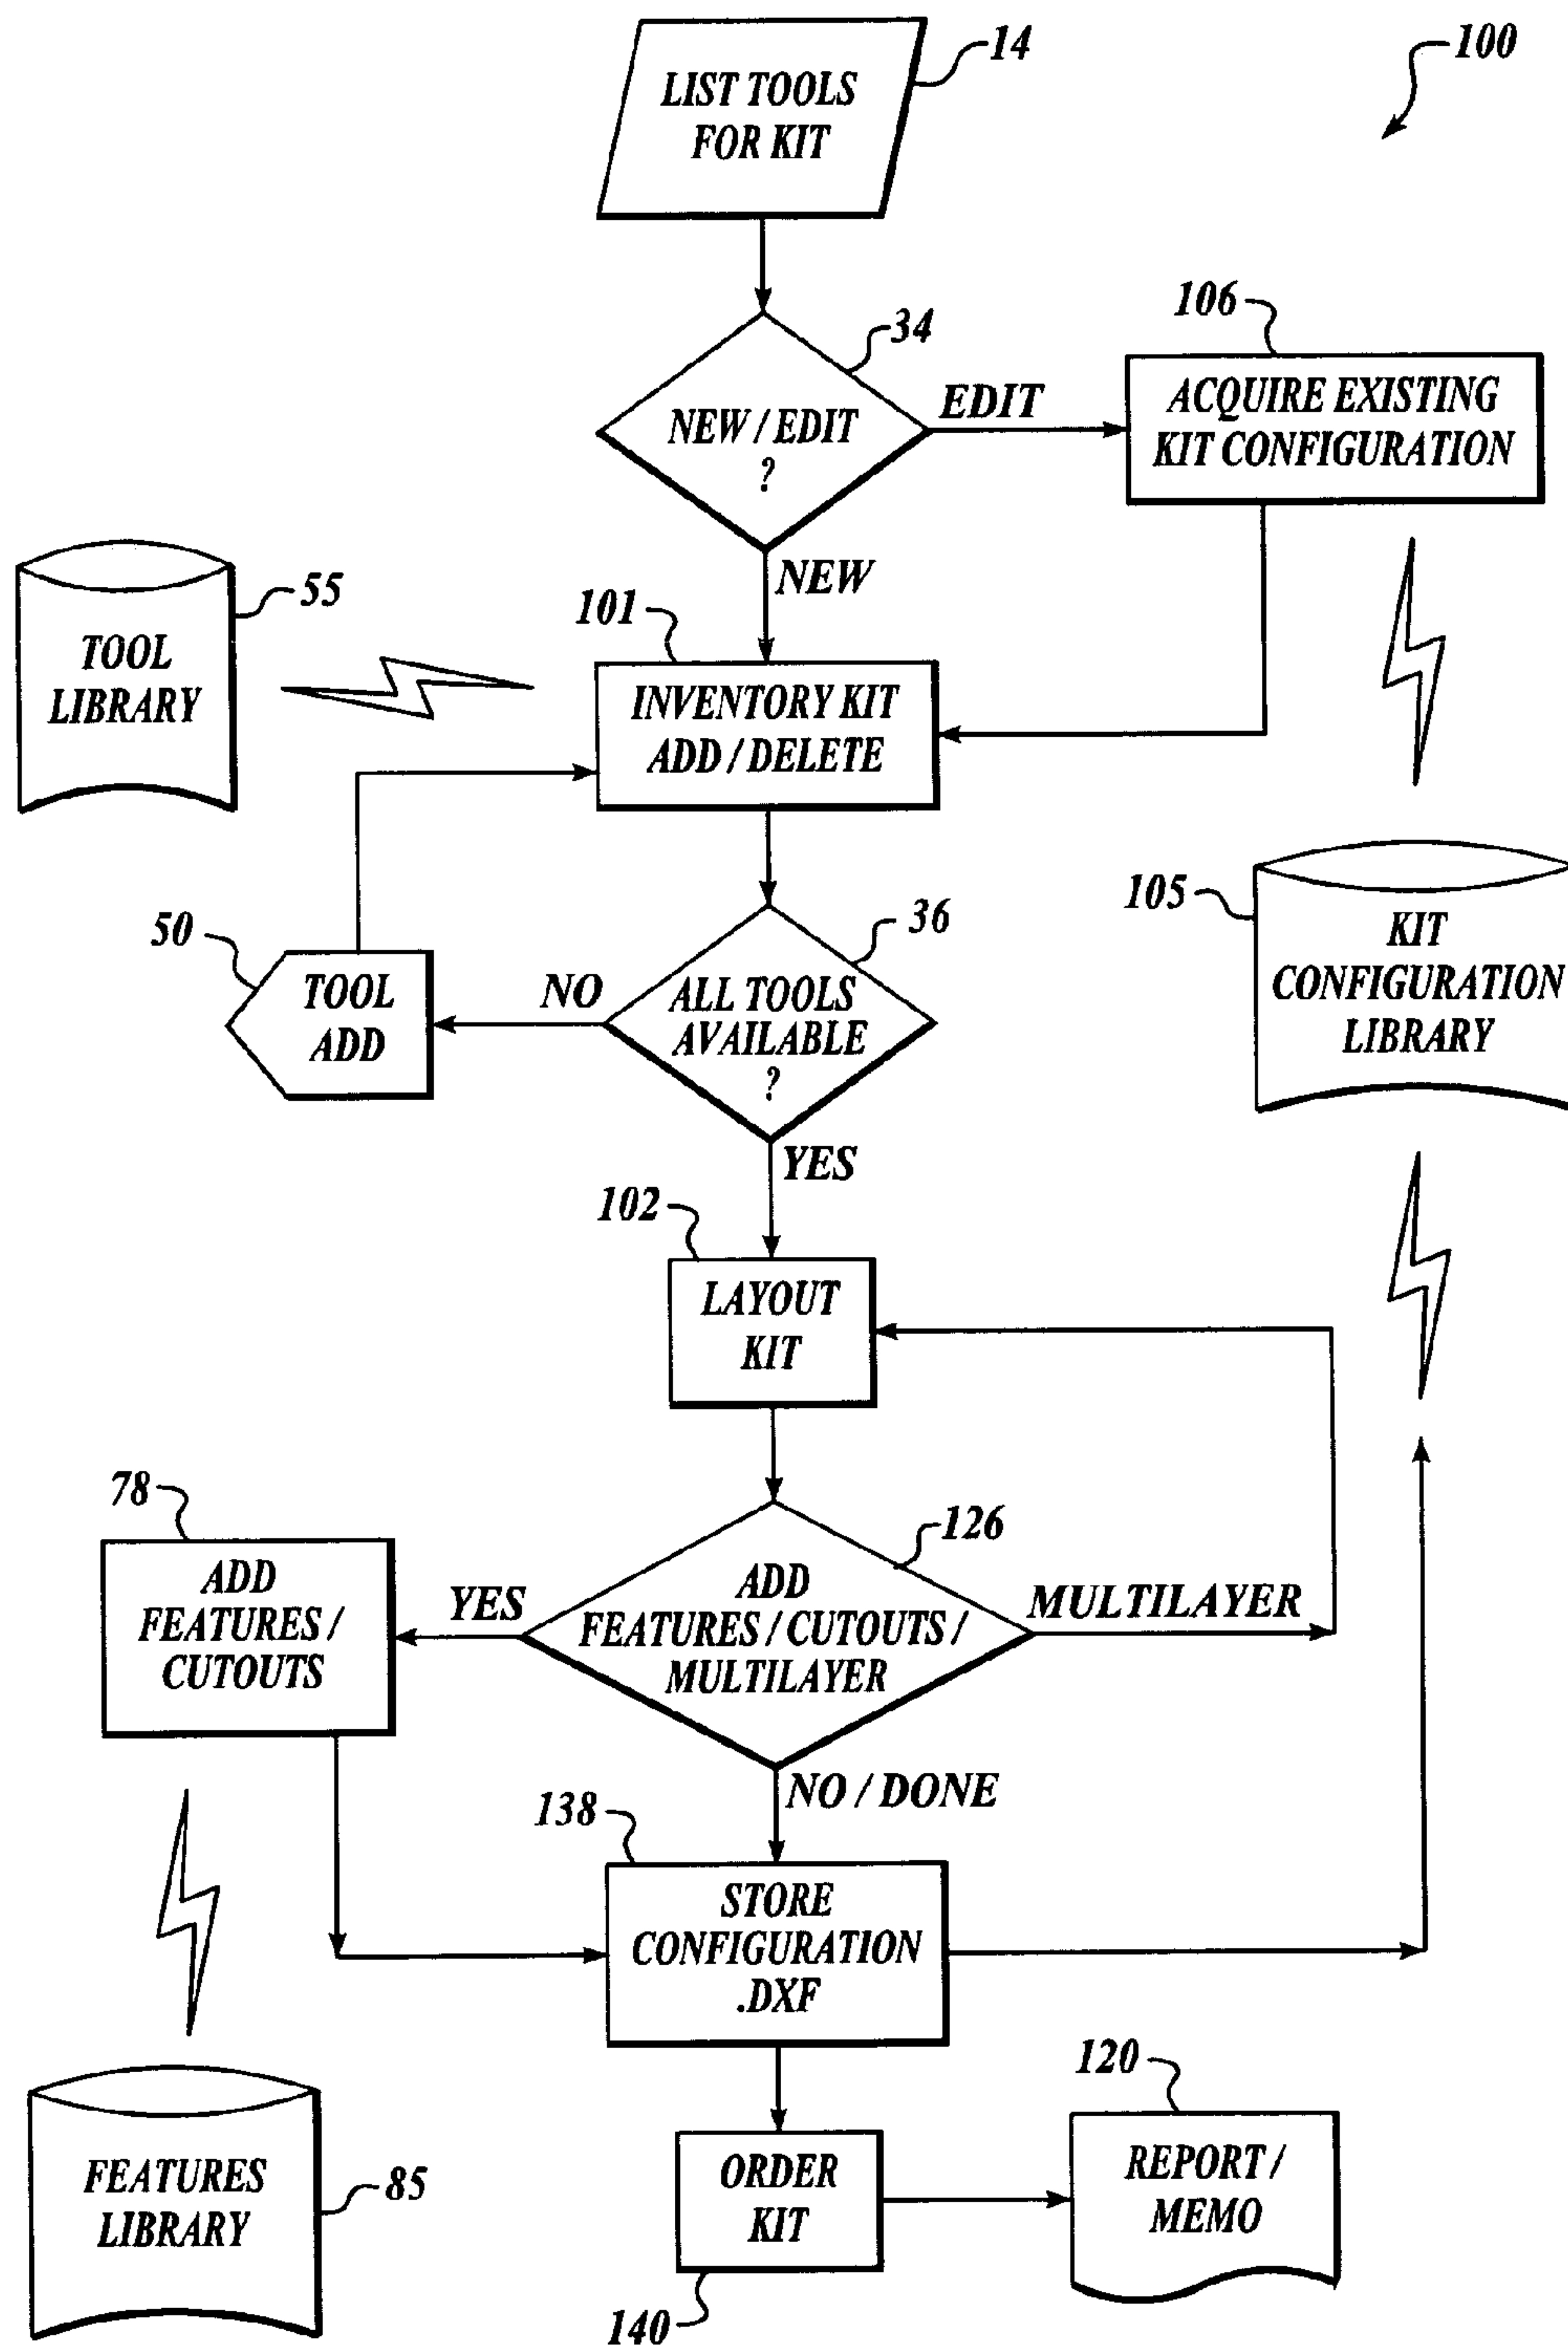 14
100
LIST TOOLS
FOR KIT
34
106
NEW / EDIT
?
EDIT
ACQUIRE EXISTING
KIT CONFIGURATION
NEW
55
TOOL
LIBRARY
101
INVENTORY KIT
ADD / DELETE
105
KIT
CONFIGURATION
LIBRARY
50
TOOL
ADD
NO
36
ALL TOOLS
AVAILABLE
?
YES
102
LAYOUT
KIT
78
ADD
FEATURES /
CUTOUTS
YES
126
ADD
FEATURES / CUTOUTS /
MULTILAYER
MULTILAYER
NO / DONE
138
STORE
CONFIGURATION
.DXF
85
FEATURES
LIBRARY
ORDER
KIT
140
120
REPORT /
MEMO